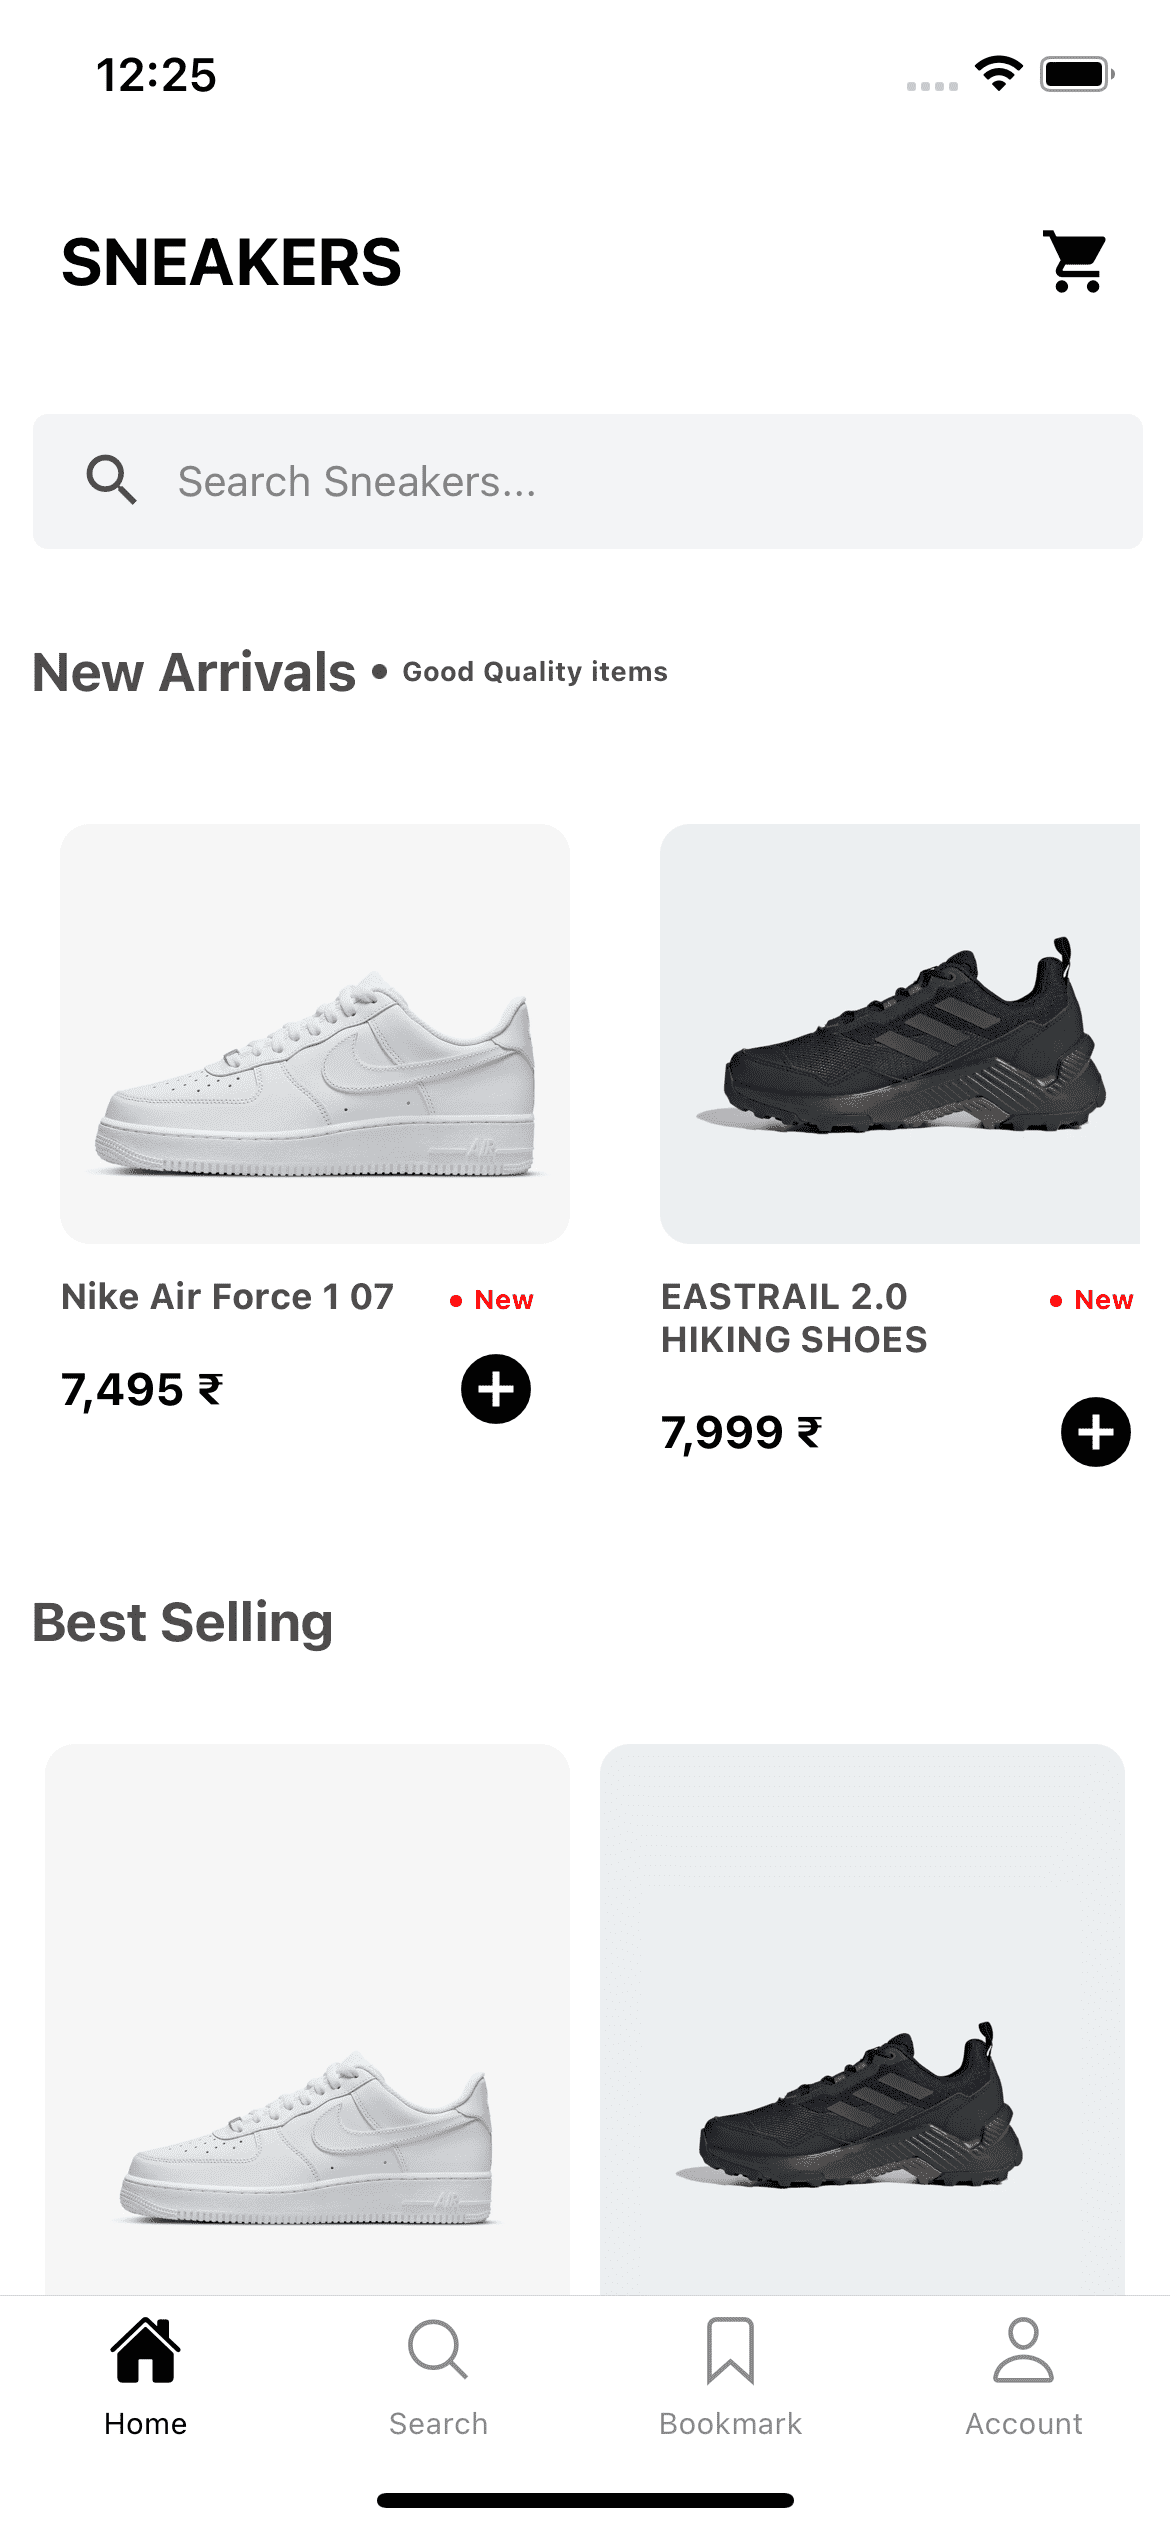 12:25
SNEAKERS
Search Sneakers...
New Arrivals • Good Quality items
Nike Air Force 1 07 • New
7,495 ₹
EASTRAIL 2.0 • New
HIKING SHOES
7,999 ₹
Best Selling
Home
Search
Bookmark
Account